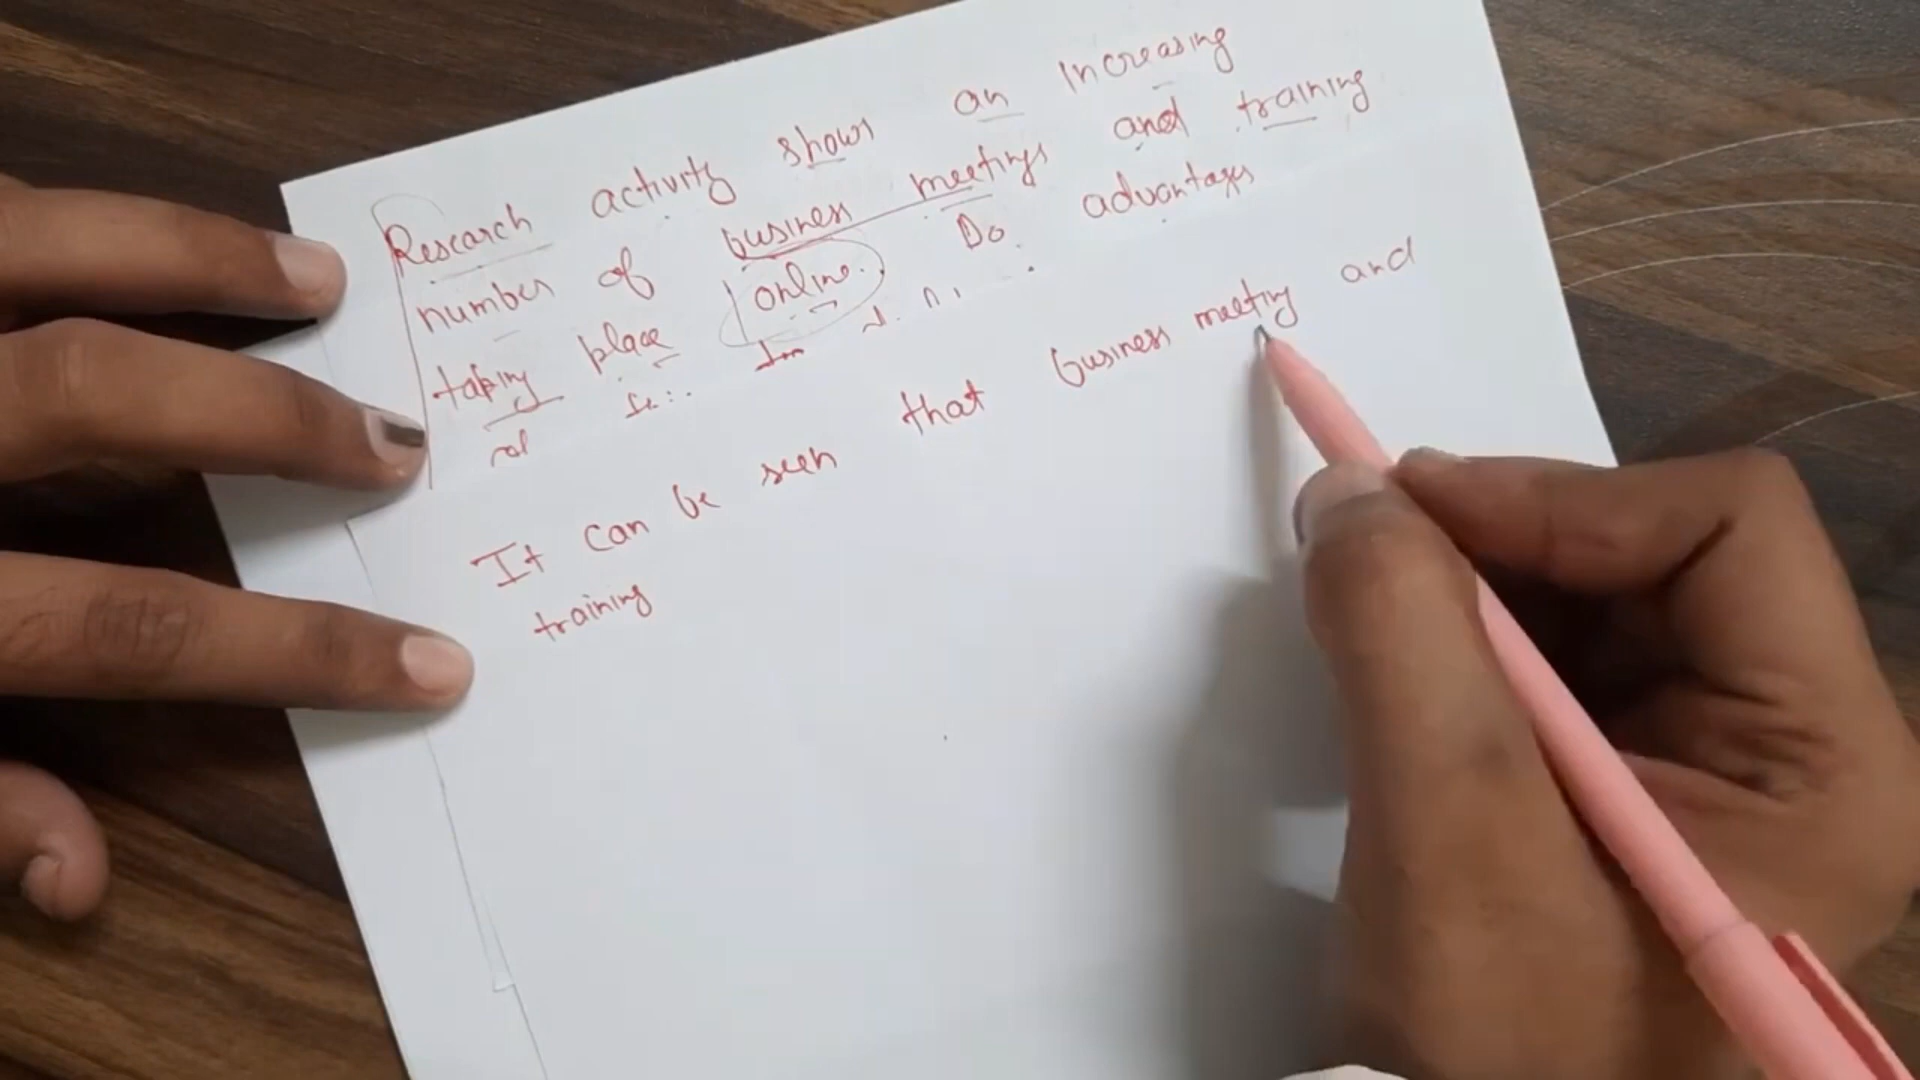 Research activity shows an increasing
number of business meetings and training
taking place online. Do advantages
It can be seen that business meeting and
training